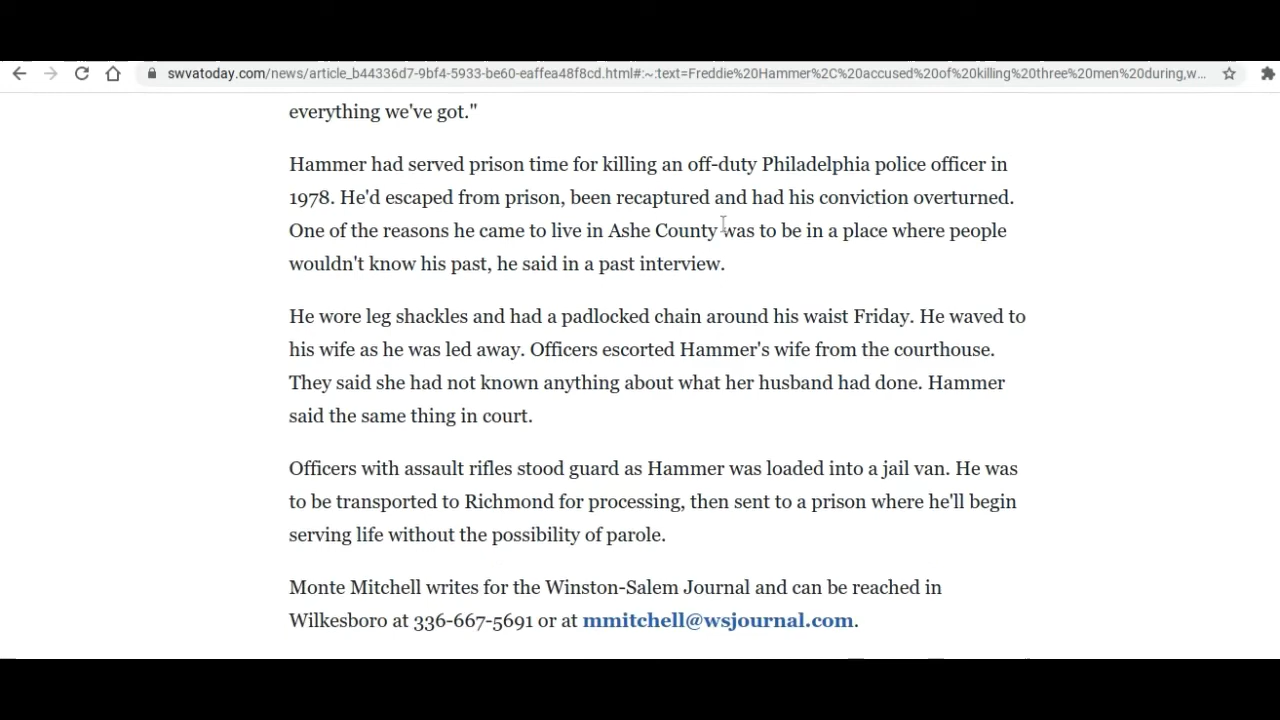 swvatoday.com/news/article_b44336d7-9bf4-5933-be60-eaffea48f8cd.html#:~:text=Freddie%20Hammer%2C%20accused%20of%20killing%20three%20men%20during,w...
everything we've got."
Hammer had served prison time for killing an off-duty Philadelphia police officer in
1978. He'd escaped from prison, been recaptured and had his conviction overturned.
One of the reasons he came to live in Ashe County was to be in a place where people
wouldn't know his past, he said in a past interview.
He wore leg shackles and had a padlocked chain around his waist Friday. He waved to
his wife as he was led away. Officers escorted Hammer's wife from the courthouse.
They said she had not known anything about what her husband had done. Hammer
said the same thing in court.
Officers with assault rifles stood guard as Hammer was loaded into a jail van. He was
to be transported to Richmond for processing, then sent to a prison where he'll begin
serving life without the possibility of parole.
Monte Mitchell writes for the Winston-Salem Journal and can be reached in
Wilkesboro at 336-667-5691 or at mmitchell@wsjournal.com.